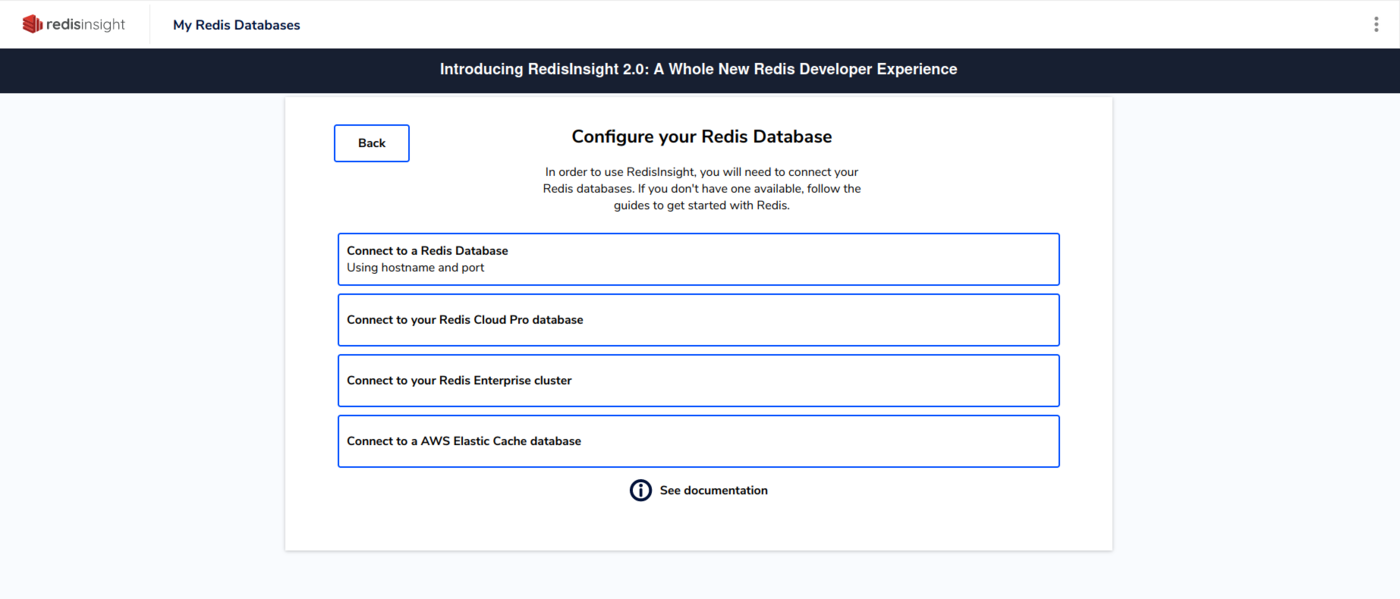 redisinsight
My Redis Databases
Introducing RedisInsight 2.0: A Whole New Redis Developer Experience
Back
Configure your Redis Database
In order to use RedisInsight, you will need to connect your
Redis databases. If you don't have one available, follow the
guides to get started with Redis.
Connect to a Redis Database
Using hostname and port
Connect to your Redis Cloud Pro database
Connect to your Redis Enterprise cluster
Connect to a AWS Elastic Cache database
See documentation